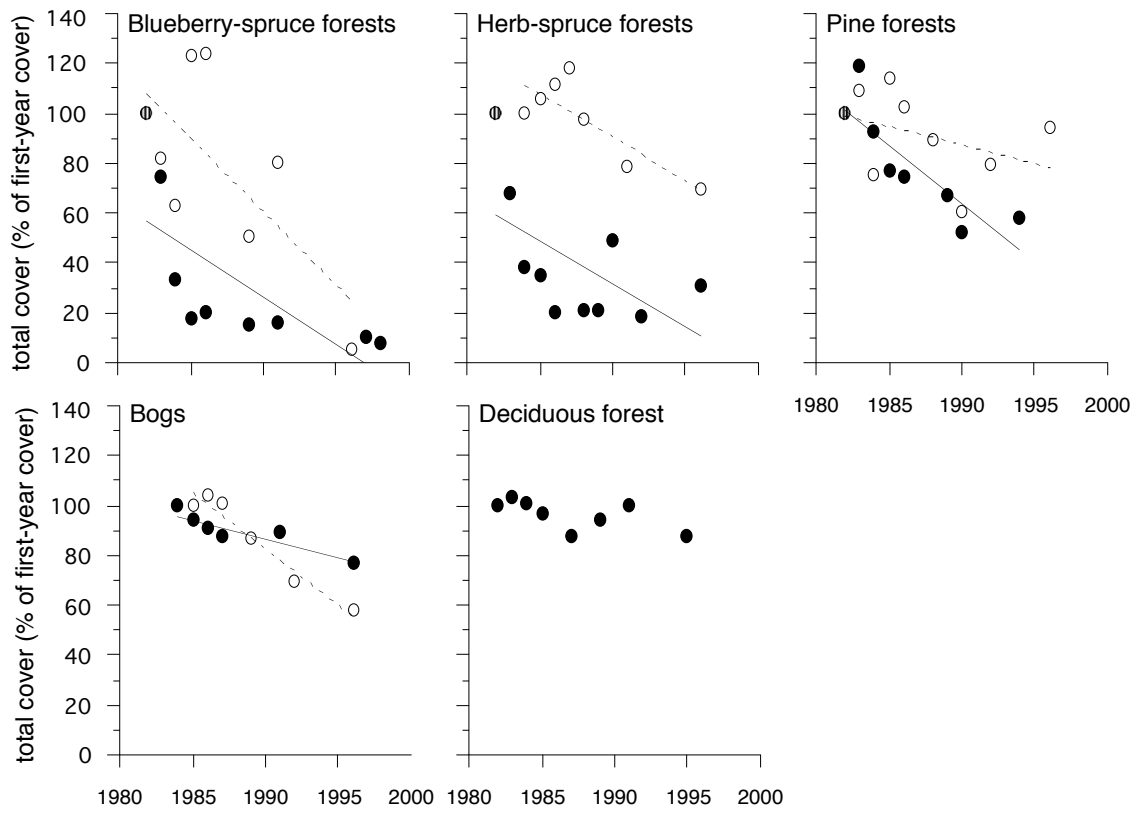 Blueberry-spruce forests
Herb-spruce forests
Pine forests
total cover (% of first-year cover)
140
120
100
80
60
40
20
0
1980 1985 1990 1995 2000
Bogs
Deciduous forest
total cover (% of first-year cover)
140
120
100
80
60
40
20
0
1980 1985 1990 1995 2000
1980 1985 1990 1995 2000